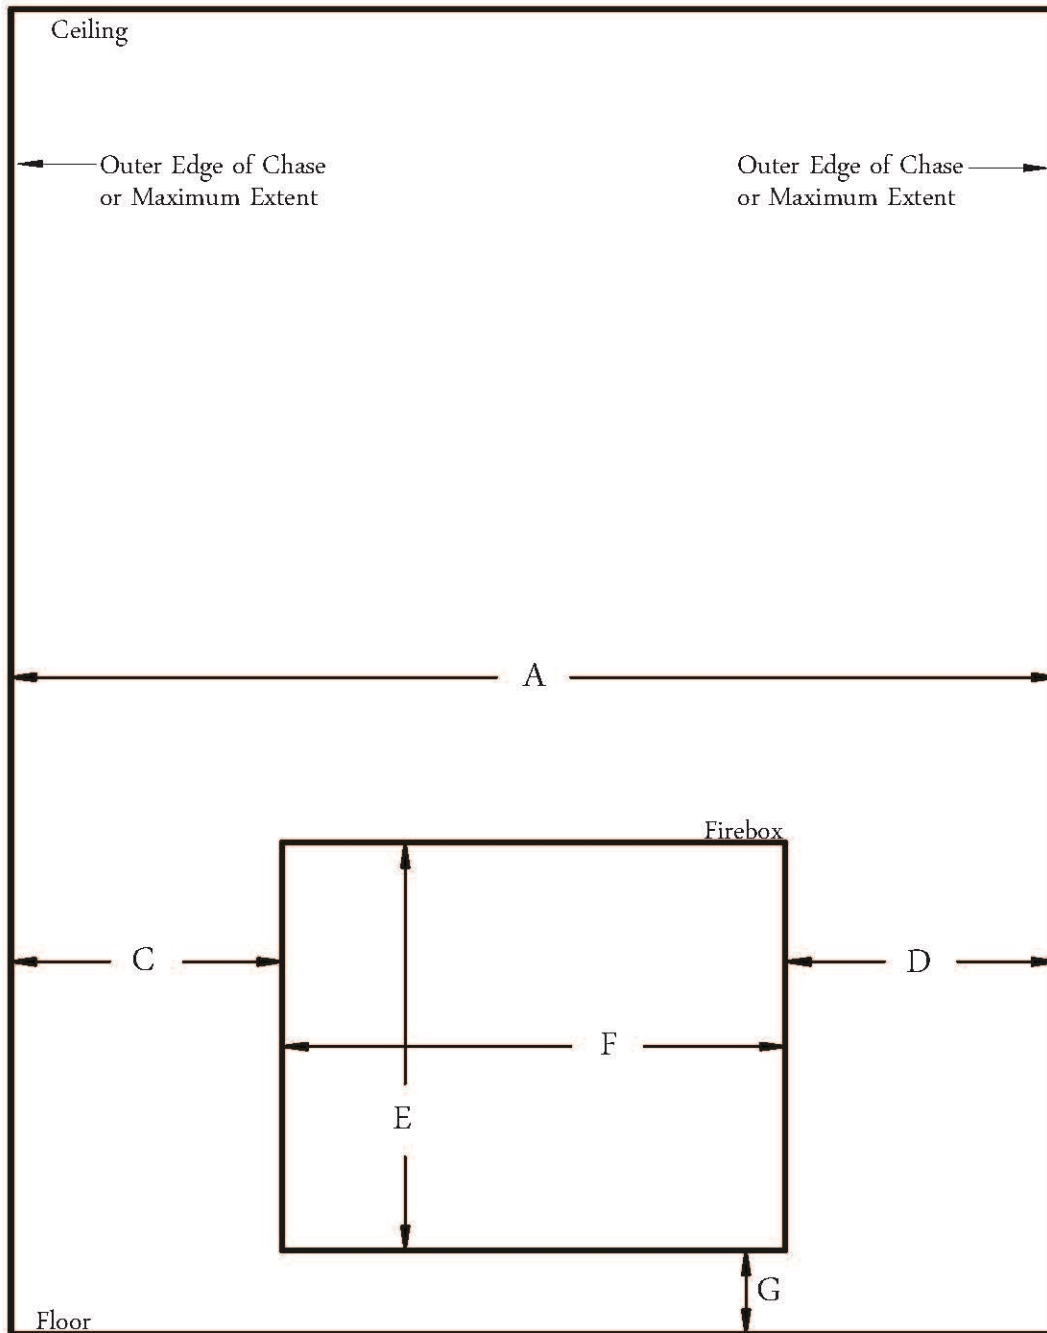 Ceiling
Outer Edge of Chase
or Maximum Extent
Outer Edge of Chase
or Maximum Extent
A
Firebox
C
D
F
E
G
Floor